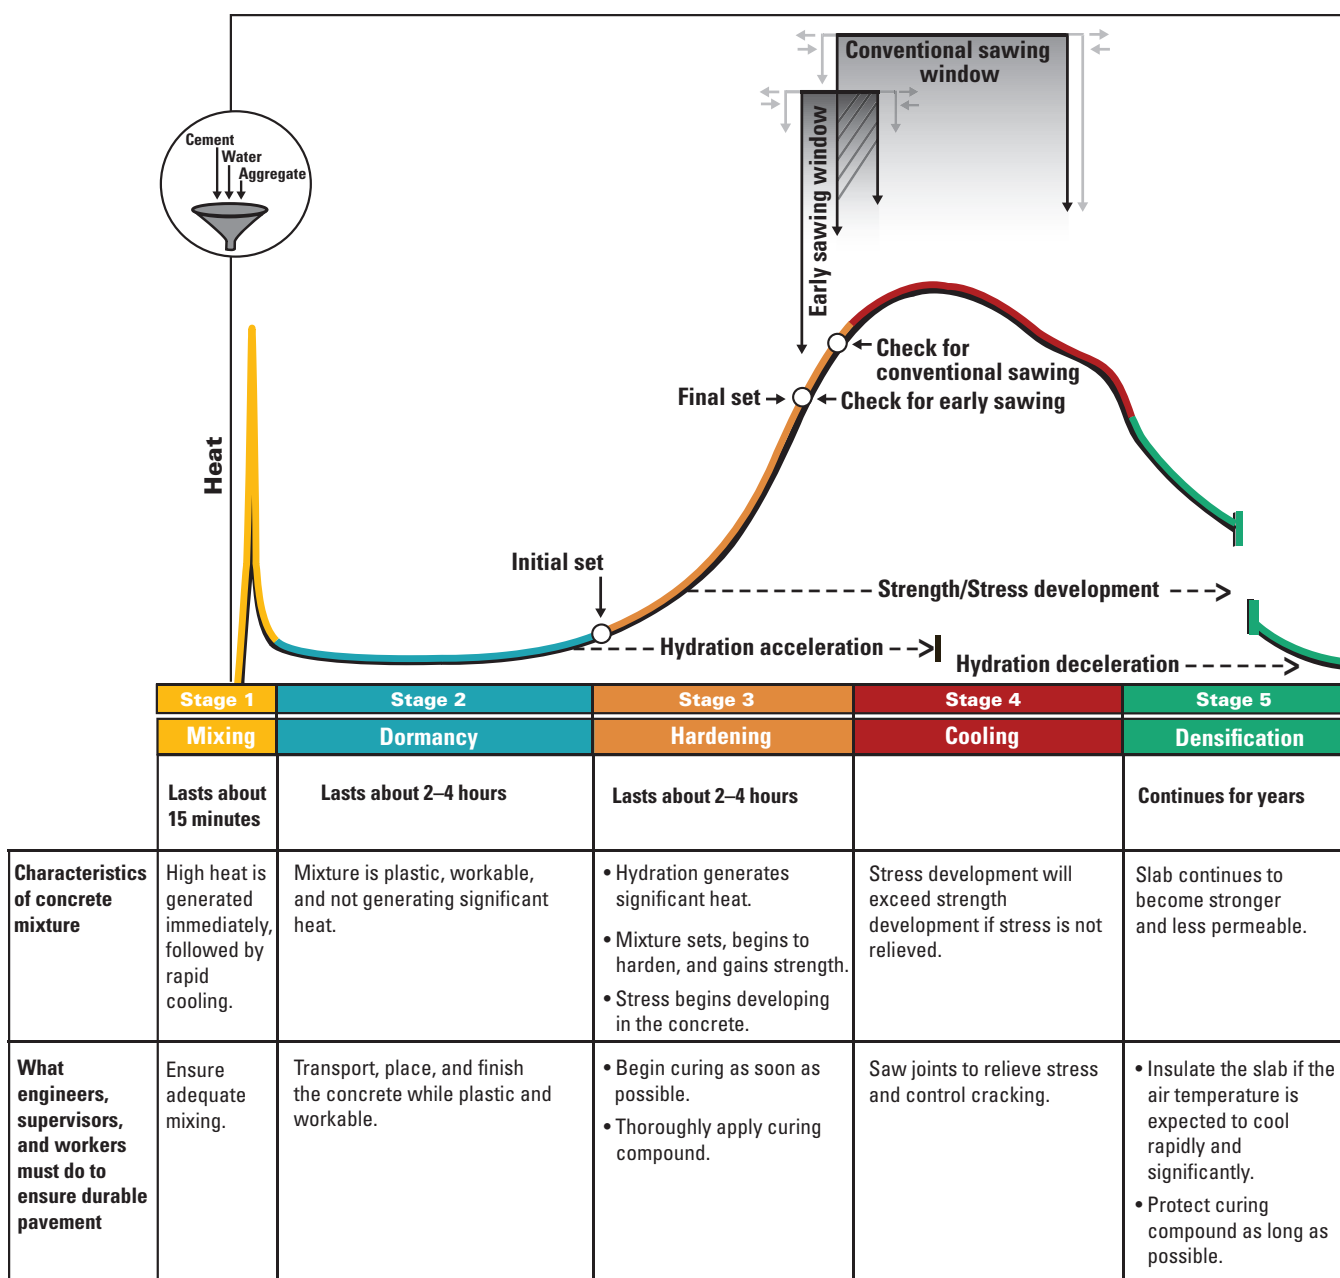 Conventional sawing
window
Early sawing window
Cement
Water
Aggregate
Heat
Check for
conventional sawing
Final set
Check for early sawing
Initial set
Strength/Stress development
Hydration acceleration
Hydration deceleration
Stage 1
Stage 2
Stage 3
Stage 4
Stage 5
Mixing
Dormancy
Hardening
Cooling
Densification
Lasts about
15 minutes
Lasts about 2–4 hours
Lasts about 2–4 hours
Continues for years
Characteristics
of concrete
mixture
High heat is
generated
immediately,
followed by
rapid
cooling.
Mixture is plastic, workable,
and not generating significant
heat.
• Hydration generates
significant heat.
• Mixture sets, begins to
harden, and gains strength.
• Stress begins developing
in the concrete.
Stress development will
exceed strength
development if stress is not
relieved.
Slab continues to
become stronger
and less permeable.
What
engineers,
supervisors,
and workers
must do to
ensure durable
pavement
Ensure
adequate
mixing.
Transport, place, and finish
the concrete while plastic and
workable.
• Begin curing as soon as
possible.
• Thoroughly apply curing
compound.
Saw joints to relieve stress
and control cracking.
• Insulate the slab if the
air temperature is
expected to cool
rapidly and
significantly.
• Protect curing
compound as long as
possible.